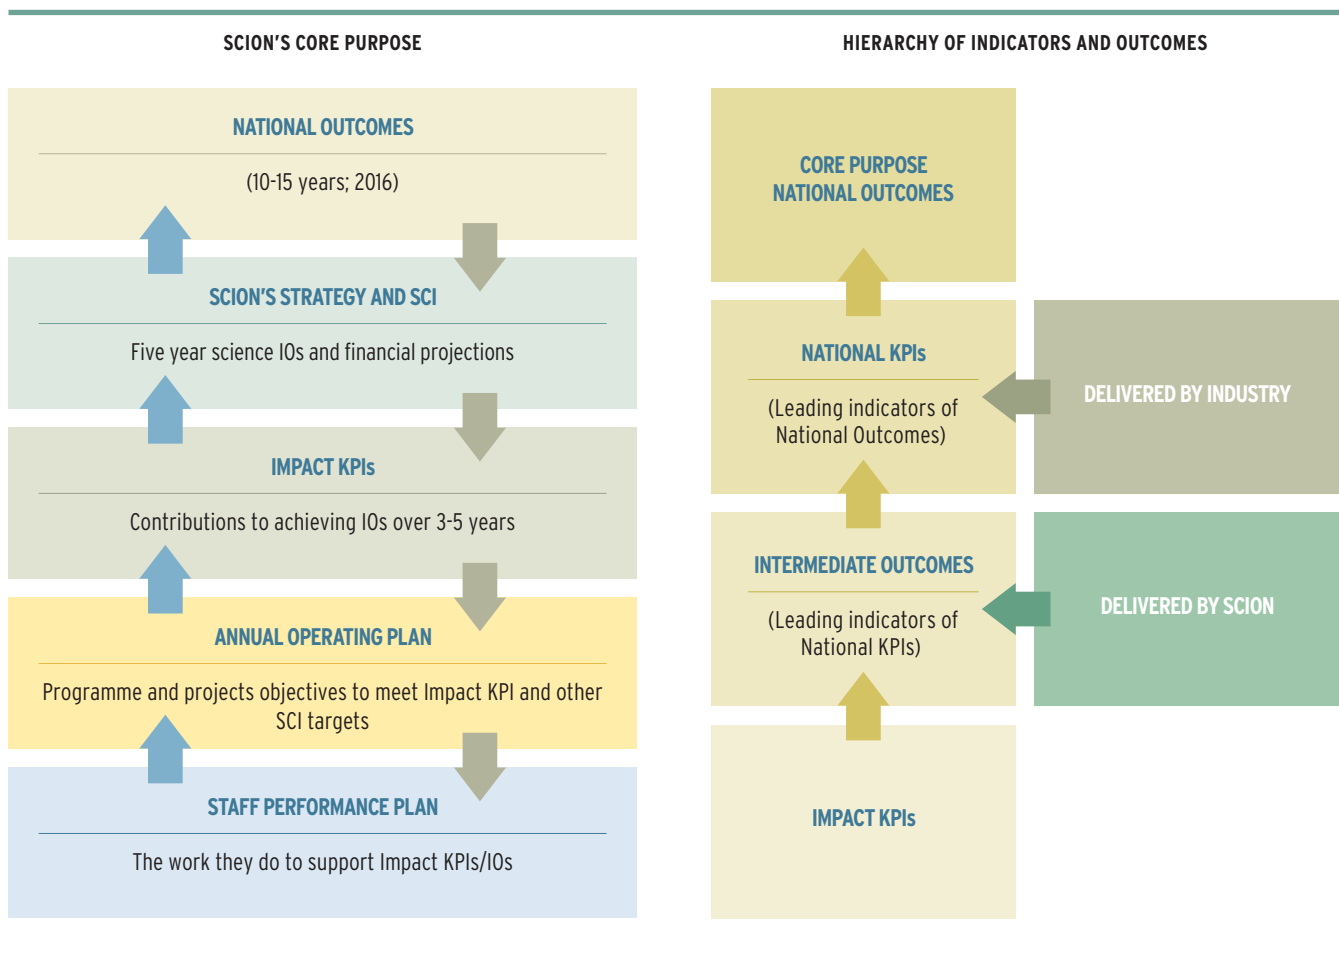 SCION'S CORE PURPOSE
NATIONAL OUTCOMES
(10-15 years; 2016)
SCION'S STRATEGY AND SCI
Five year science IOs and financial projections
IMPACT KPIs
Contributions to achieving IOs over 3-5 years
ANNUAL OPERATING PLAN
Programme and projects objectives to meet Impact KPI and other
SCI targets
STAFF PERFORMANCE PLAN
The work they do to support Impact KPIs/IOs
HIERARCHY OF INDICATORS AND OUTCOMES
CORE PURPOSE
NATIONAL OUTCOMES
NATIONAL KPIs
(Leading indicators of
National Outcomes)
DELIVERED BY INDUSTRY
INTERMEDIATE OUTCOMES
(Leading indicators of
National KPIs)
DELIVERED BY SCION
IMPACT KPIs